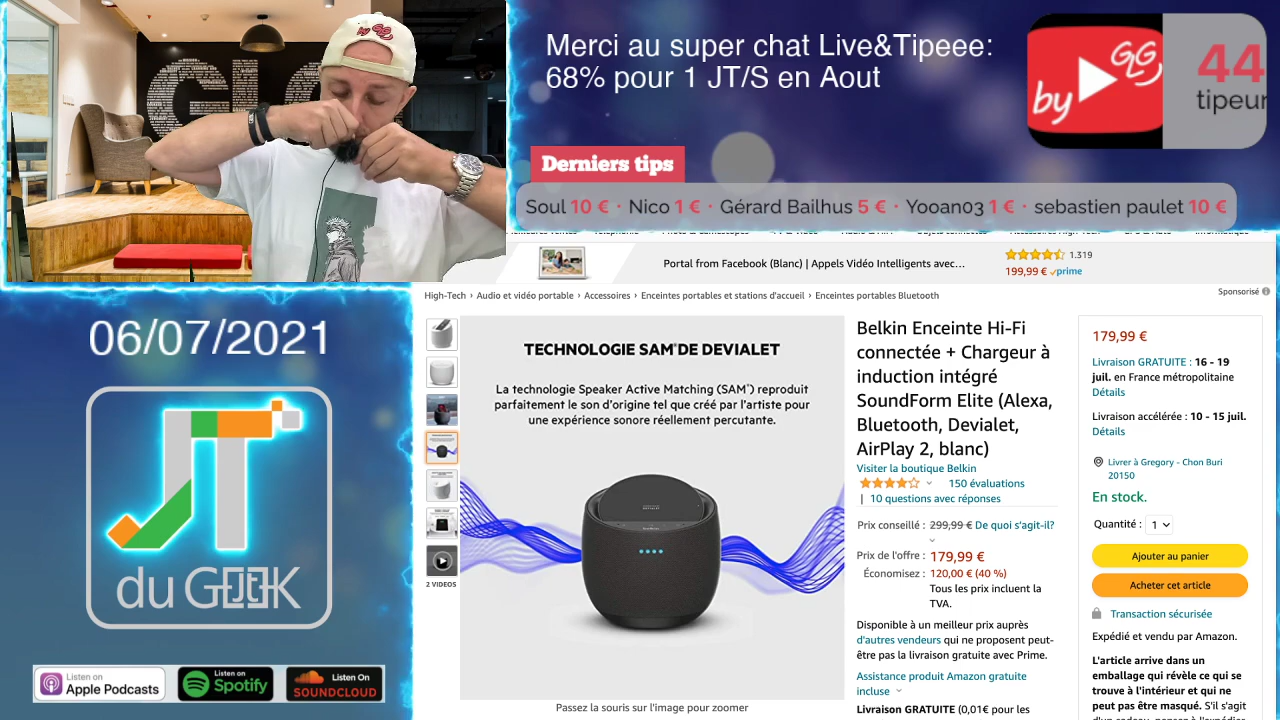 by GG
Merci au super chat Live&Tipeee:
68% pour 1 JT/S en Aout
by GG
44
tipeur
Derniers tips
Soul 10 € · Nico 1 € · Gérard Bailhus 5 € · Yooan03 1 € · sebastien paulet 10 €
Portal from Facebook (Blanc) | Appels Vidéo Intelligents avec…
1.319
199,99 € prime
Sponsorisé
High-Tech › Audio et vidéo portable › Accessoires › Enceintes portables et stations d'accueil › Enceintes portables Bluetooth
06/07/2021
JT
du GEEK
Listen on
Apple Podcasts
Listen on
Spotify
Listen On
SOUNDCLOUD
2 VIDEOS
TECHNOLOGIE SAM® DE DEVIALET
La technologie Speaker Active Matching (SAM®) reproduit
parfaitement le son d'origine tel que créé par l'artiste pour
une expérience sonore réellement percutante.
Passez la souris sur l'image pour zoomer
Belkin Enceinte Hi-Fi
connectée + Chargeur à
induction intégré
SoundForm Elite (Alexa,
Bluetooth, Devialet,
AirPlay 2, blanc)
Visiter la boutique Belkin
150 évaluations
| 10 questions avec réponses
Prix conseillé : 299,99 € De quoi s'agit-il?
Prix de l'offre : 179,99 €
Économisez : 120,00 € (40 %)
Tous les prix incluent la
TVA.
Disponible à un meilleur prix auprès
d'autres vendeurs qui ne proposent peut-
être pas la livraison gratuite avec Prime.
Assistance produit Amazon gratuite
incluse
Livraison GRATUITE (0,01€ pour les
179,99 €
Livraison GRATUITE : 16 - 19
juil. en France métropolitaine
Détails
Livraison accélérée : 10 - 15 juil.
Détails
Livrer à Gregory - Chon Buri
20150
En stock.
Quantité : 1
Ajouter au panier
Acheter cet article
Transaction sécurisée
Expédié et vendu par Amazon.
L'article arrive dans un
emballage qui révèle ce qui se
trouve à l'intérieur et qui ne
peut pas être masqué. S'il s'agit